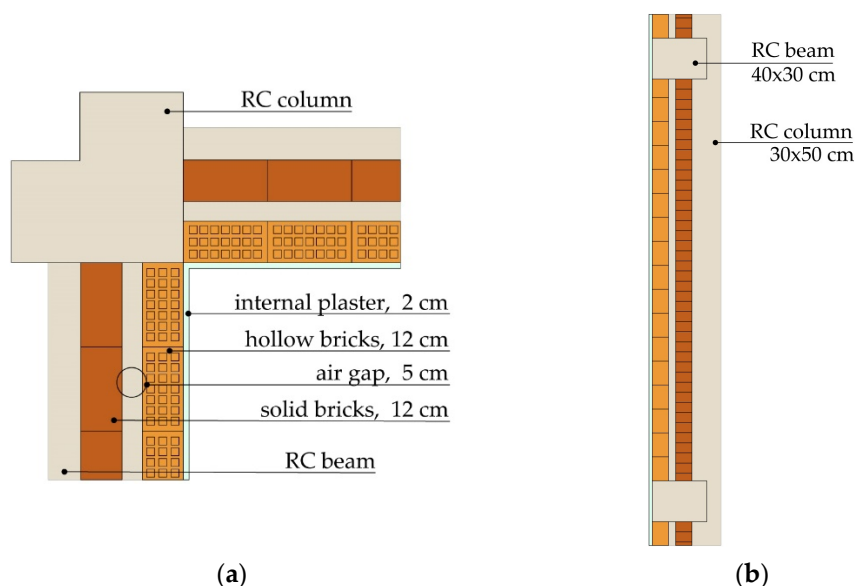 RC column
internal plaster, 2 cm
hollow bricks, 12 cm
air gap, 5 cm
solid bricks, 12 cm
RC beam
(a)
RC beam
40x30 cm
RC column
30x50 cm
(b)